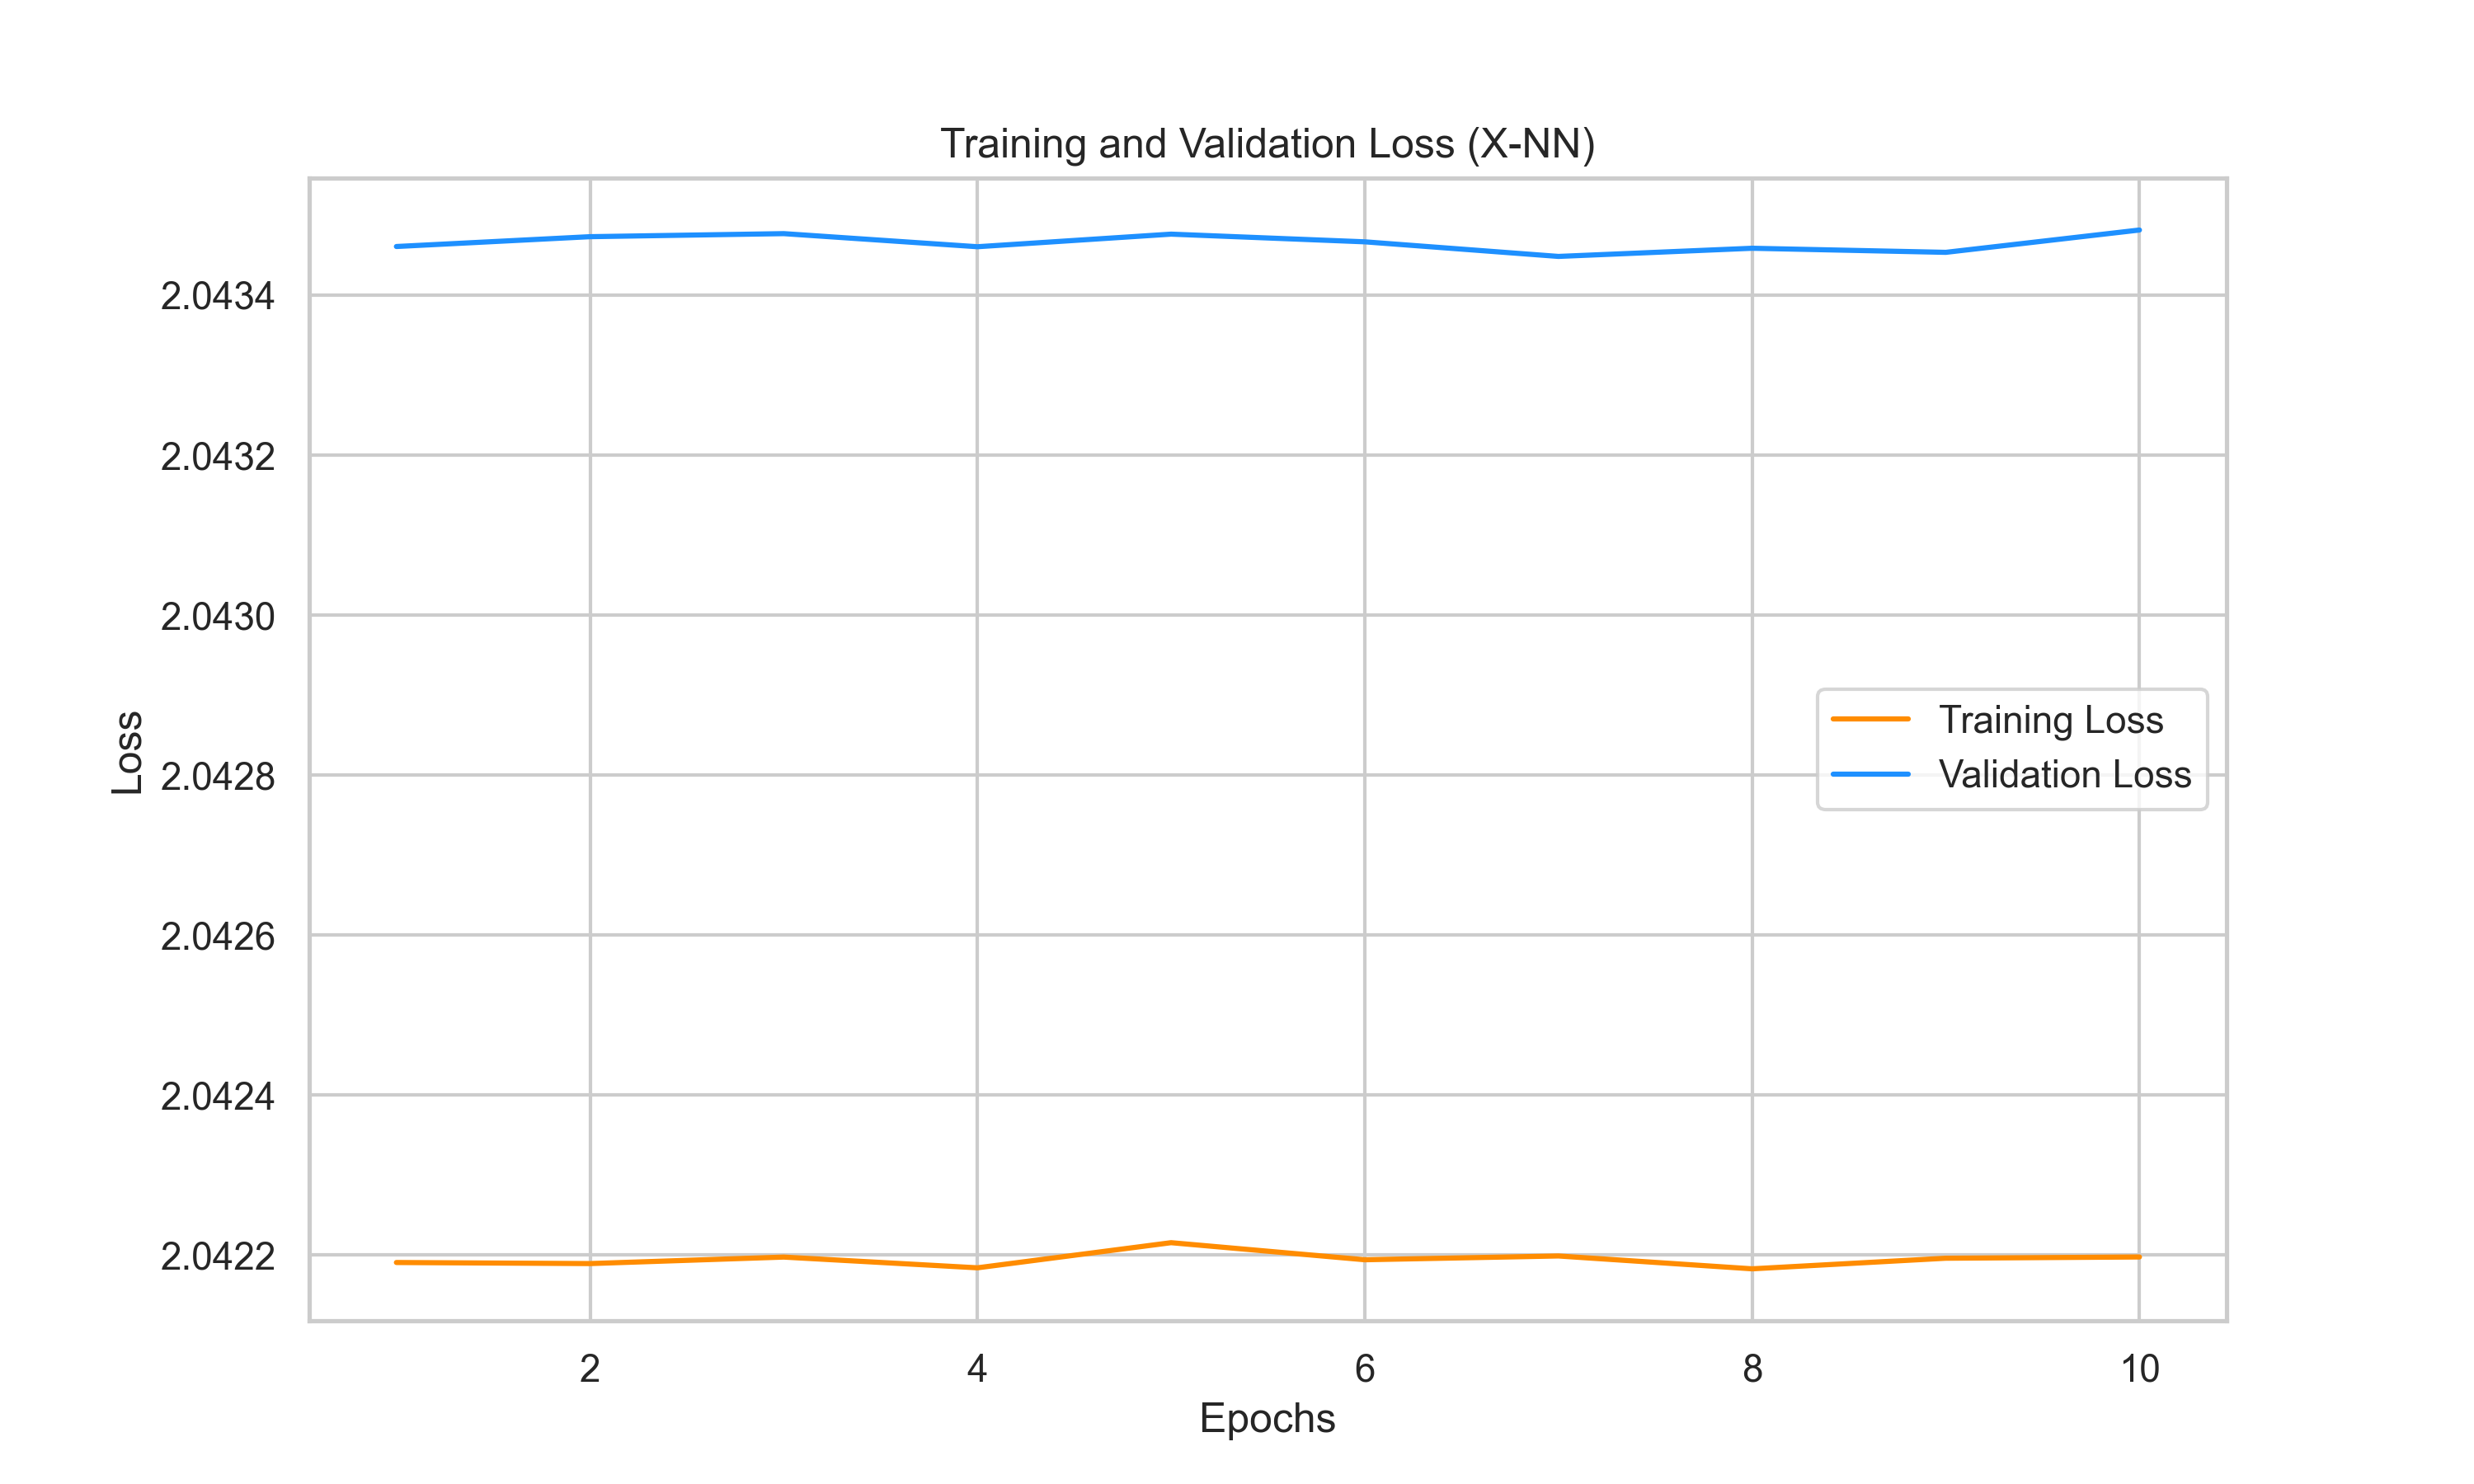 Training and Validation Loss (X-NN)
2.0434
2.0432
2.0430
2.0428
2.0426
2.0424
2.0422
Loss
Training Loss
Validation Loss
2 4 6 8 10
Epochs